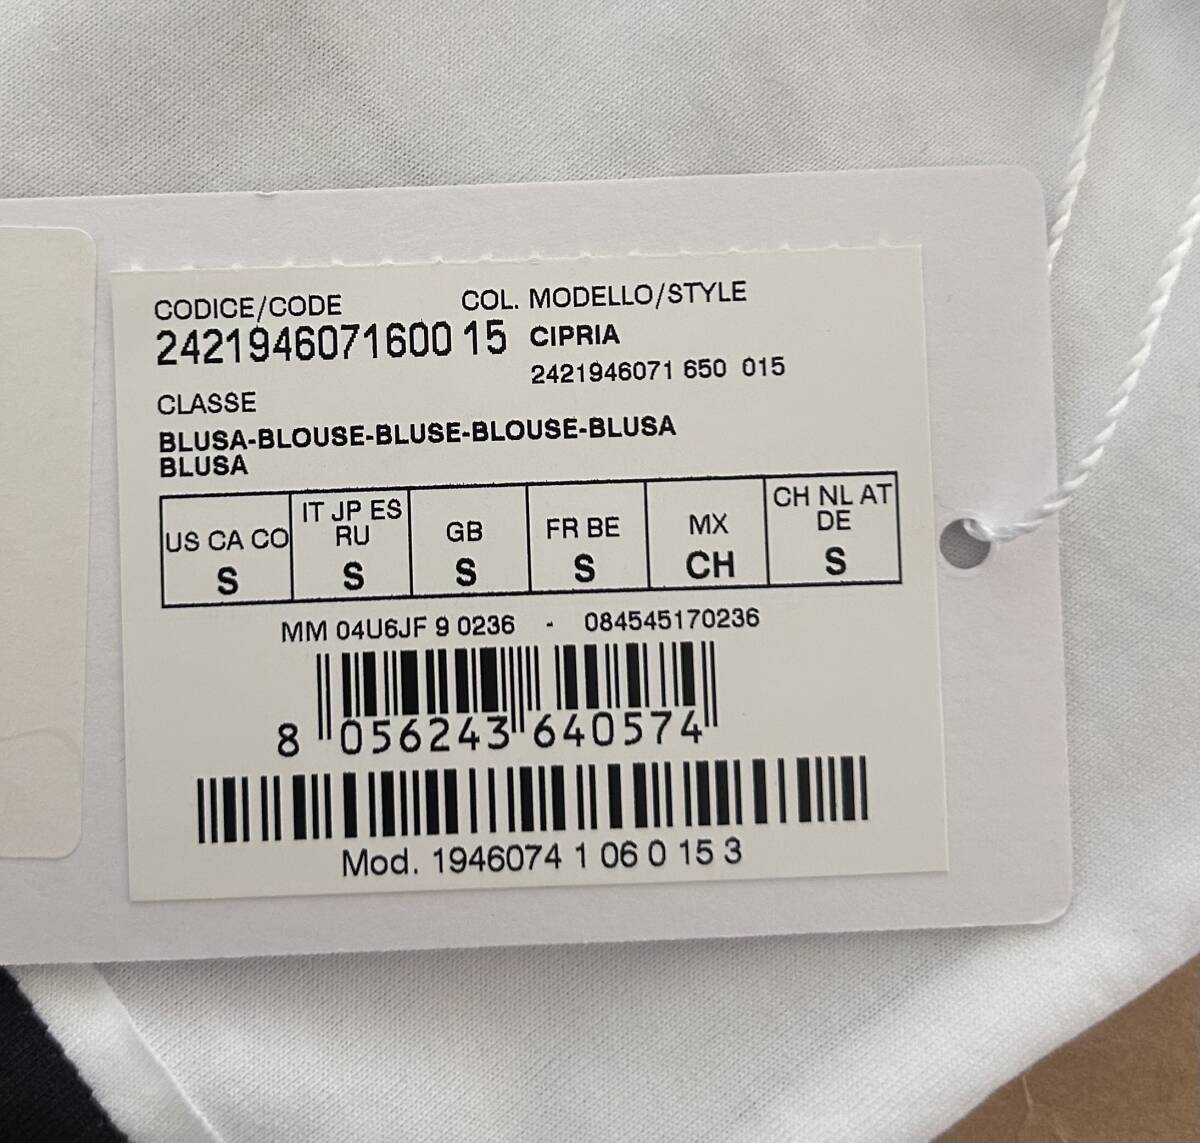 CODICE/CODE COL. MODELLO/STYLE
2421946071600 15 CIPRIA
2421946071 650 015
CLASSE
BLUSA-BLOUSE-BLUSE-BLOUSE-BLUSA
BLUSA
US CA CO IT JP ES RU GB FR BE MX CH NL AT DE
S S S S CH S
MM 04U6JF 9 0236 - 084545170236
8 056243 640574
Mod. 1946074 1 06 0 15 3